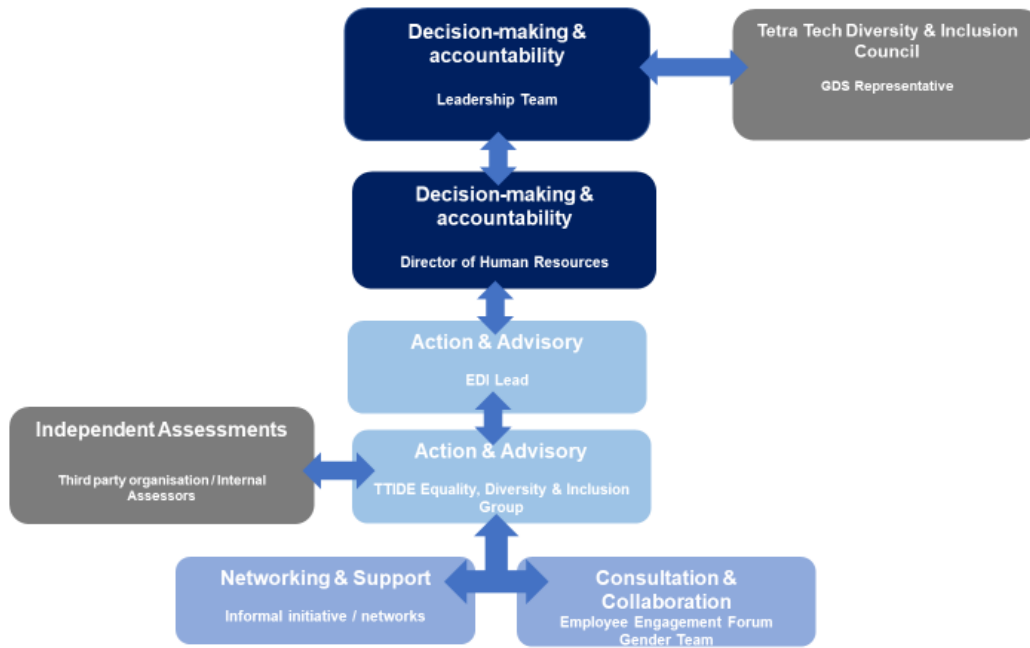 Decision-making &
accountability
Leadership Team
Tetra Tech Diversity & Inclusion
Council
GDS Representative
Decision-making &
accountability
Director of Human Resources
Action & Advisory
EDI Lead
Independent Assessments
Third party organisation / Internal
Assessors
Action & Advisory
TTIDE Equality, Diversity & Inclusion
Group
Networking & Support
Informal initiative / networks
Consultation &
Collaboration
Employee Engagement Forum
Gender Team